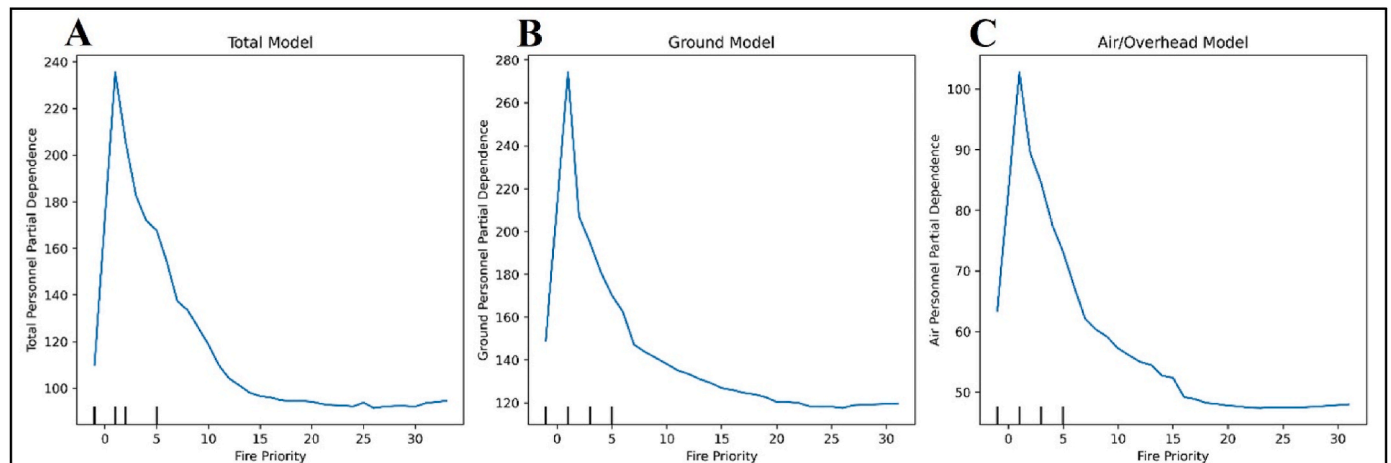 A
Total Model
Total Personnel Partial Dependence
240
220
200
180
160
140
120
100
0 5 10 15 20 25 30
Fire Priority
B
Ground Model
Ground Personnel Partial Dependence
280
260
240
220
200
180
160
140
120
0 5 10 15 20 25 30
Fire Priority
C
Air/Overhead Model
Air Personnel Partial Dependence
100
90
80
70
60
50
0 5 10 15 20 25 30
Fire Priority